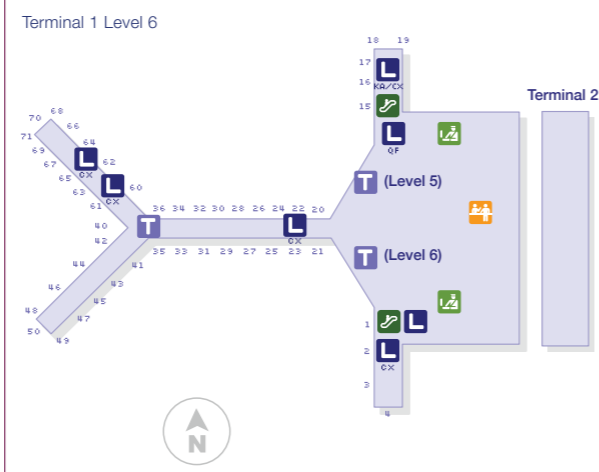 Terminal 1 Level 6
18 19
17 L
KA/CX
16
15
Terminal 2
L
QF
T (Level 5)
70 68
66
71
64
L
CX
69
62
67
L
CX
60
65
63
61
T
36 34 32 30 28 26 24 22 20
L
CX
40
42
35 33 31 29 27 25 23 21
T (Level 6)
41
44
43
46
45
48
47
50
49
1 L
2 L
CX
3
4
N